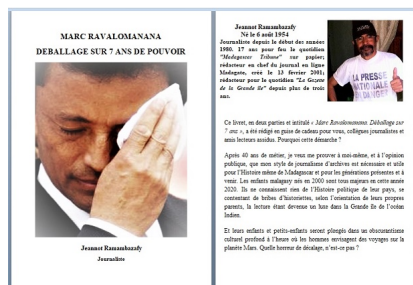 MARC RAVALOMANANA
DEBALLAGE SUR 7 ANS DE POUVOIR
Jeannot Ramambazafy
Journaliste
Jeannot Ramambazafy
Né le 6 août 1954
Journaliste depuis le début des années
1980. 17 ans pour feu le quotidien
"Madagascar Tribune" sur papier;
rédacteur en chef du journal en ligne
Madagate, créé le 13 février 2001;
rédacteur pour le quotidien "La Gazette
de la Grande île" depuis plus de trois
ans.
LA PRESSE
NATIONALE
EN DANGER
Ce livret, en deux parties et intitulé « Marc Ravalomanana. Déballage sur
7 ans », a été rédigé en guise de cadeau pour vous, collègues journalistes et
amis lecteurs assidus. Pourquoi cette démarche ?
Après 40 ans de métier, je veux me prouver à moi-même, et à l'opinion
publique, que mon style de journalisme d'archives est nécessaire et utile
pour l'Histoire même de Madagascar et pour les générations présentes et à
venir. Les enfants malagasy nés en 2000 sont tous majeurs en cette année
2020. Ils ne connaissent rien de l'Histoire politique de leur pays, se
contentant de bribes d'historiettes, selon l'orientation de leurs propres
parents, la lecture étant devenue un luxe dans la Grande île de l'océan
Indien.
Et leurs enfants et petits-enfants seront plongés dans un obscurantisme
culturel profond à l'heure où les hommes envisagent des voyages sur la
planète Mars. Quelle horreur de décalage, n'est-ce pas ?